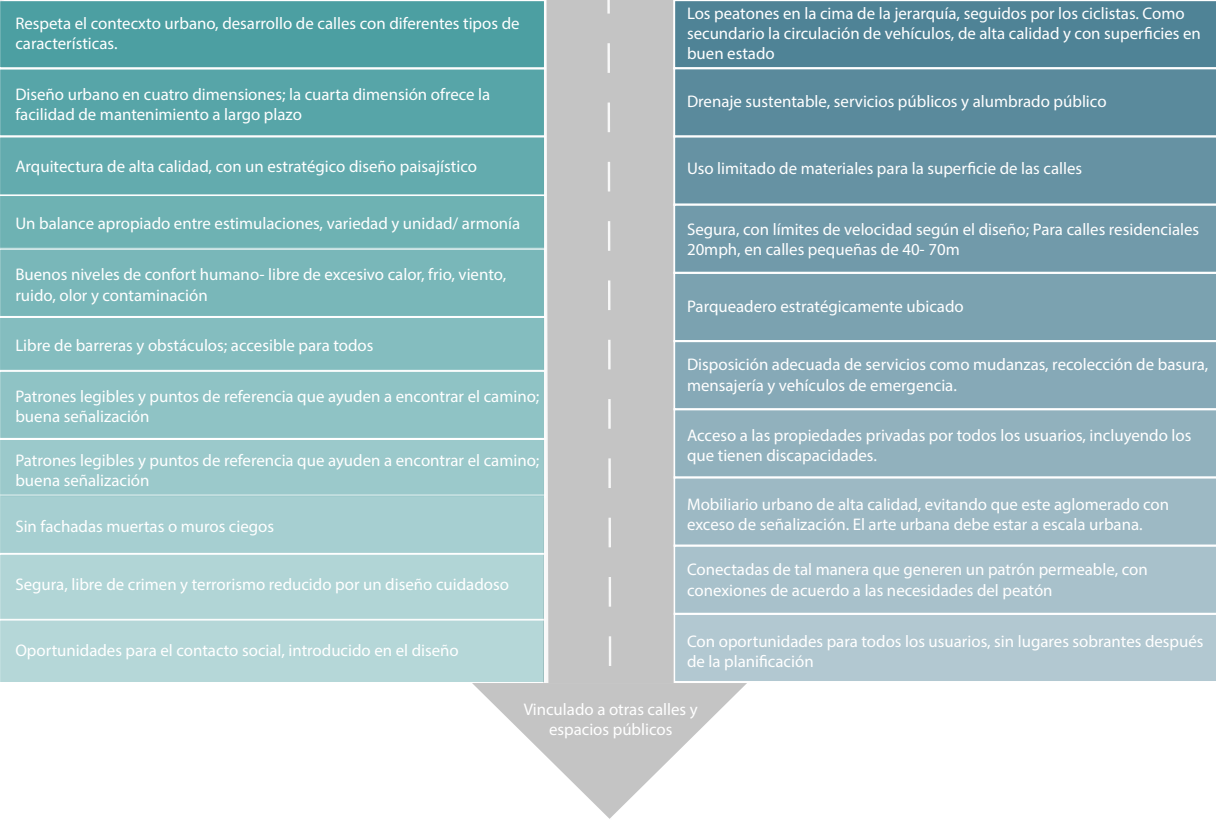 Respeta el contecxto urbano, desarrollo de calles con diferentes tipos de
características.
Diseño urbano en cuatro dimensiones; la cuarta dimensión ofrece la
facilidad de mantenimiento a largo plazo
Arquitectura de alta calidad, con un estratégico diseño paisajístico
Un balance apropiado entre estimulaciones, variedad y unidad/ armonía
Buenos niveles de confort humano- libre de excesivo calor, frio, viento,
ruido, olor y contaminación
Libre de barreras y obstáculos; accesible para todos
Patrones legibles y puntos de referencia que ayuden a encontrar el camino;
buena señalización
Patrones legibles y puntos de referencia que ayuden a encontrar el camino;
buena señalización
Sin fachadas muertas o muros ciegos
Segura, libre de crimen y terrorismo reducido por un diseño cuidadoso
Oportunidades para el contacto social, introducido en el diseño
Los peatones en la cima de la jerarquía, seguidos por los ciclistas. Como
secundario la circulación de vehículos, de alta calidad y con superficies en
buen estado
Drenaje sustentable, servicios públicos y alumbrado público
Uso limitado de materiales para la superficie de las calles
Segura, con límites de velocidad según el diseño; Para calles residenciales
20mph, en calles pequeñas de 40- 70m
Parqueadero estratégicamente ubicado
Disposición adecuada de servicios como mudanzas, recolección de basura,
mensajería y vehículos de emergencia.
Acceso a las propiedades privadas por todos los usuarios, incluyendo los
que tienen discapacidades.
Mobiliario urbano de alta calidad, evitando que este aglomerado con
exceso de señalización. El arte urbana debe estar a escala urbana.
Conectadas de tal manera que generen un patrón permeable, con
conexiones de acuerdo a las necesidades del peatón
Con oportunidades para todos los usuarios, sin lugares sobrantes después
de la planificación
Vinculado a otras calles y
espacios públicos